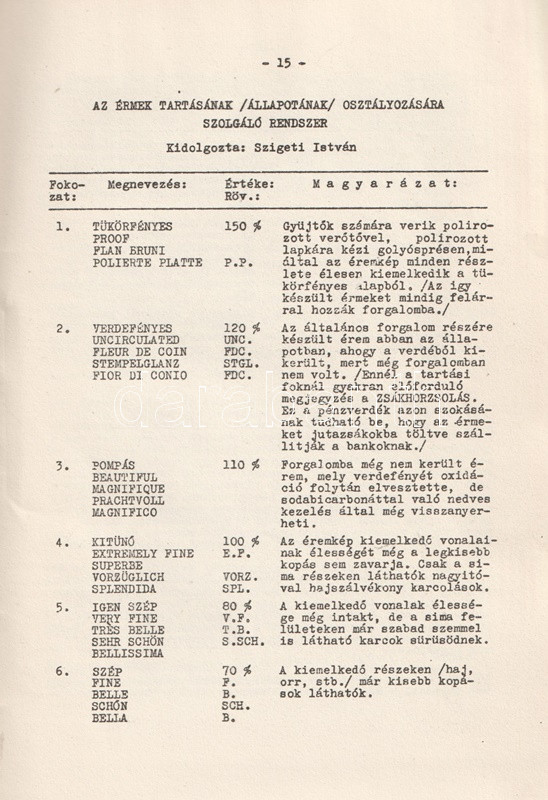 - 15 -
AZ ÉRMEK TARTÁSÁNAK /ÁLLAPOTÁNAK/ OSZTÁLYOZÁSÁRA
SZOLGÁLÓ RENDSZER
Kidolgozta: Szigeti István
Foko- Megnevezés: Értéke: M a g y a r á z a t :
zat: Röv.:
1. TÜKÖRFÉNYES 150 % Gyüjtők számára verik poliro-
PROOF zott verőtővel, polirozott
FLAN BRUNI lapkára kézi golyósprésen,mi-
POLIERTE PLATTE P.P. által az éremkép minden rész-
lete élesen kiemelkedik a tü-
körfényes alapból. /Az igy
készült érmeket mindig felár-
ral hozzák forgalomba./
2. VERDEFÉNYES 120 % Az általános forgalom részére
UNCIRCULATED UNC. készült érem abban az álla-
FLEUR DE COIN FDC. potban, ahogy a verdéből ki-
STEMPELGLANZ STGL. került, mert még forgalomban
FIOR DI CONIO FDC. nem volt. /Ennél a tartási
foknál gyakran előforduló
megjegyzés a ZSÁKHORZSOLÁS.
Ez a pénzverdék azon szokásá-
nak tudható be, hogy az érme-
ket jutazsákokba töltve szál-
litják a bankoknak./
3. POMPÁS 110 % Forgalomba még nem került é-
BEAUTIFUL rem, mely verdefényét oxidá-
MAGNIFIQUE ció folytán elvesztette, de
PRACHTVOLL sodabicarbonáttal való nedves
MAGNIFICO kezelés által még visszanyer-
heti.
4. KITÜNŐ 100 % Az éremkép kiemelkedő vonalai-
EXTREMELY FINE E.P. nak élességét még a legkisebb
SUPERBE kopás sem zavarja. Csak a si-
VORZÜGLICH VORZ. ma részeken láthatók nagyitó-
SPLENDIDA SPL. val hajszálvékony karcolások.
5. IGEN SZÉP 80 % A kiemelkedő vonalak élessé-
VERY FINE V.F. ge még intakt, de a sima fe-
TRÈS BELLE T.B. lületeken már szabad szemmel
SEHR SCHÖN S.SCH. is látható karcok sürüsödnek.
BELLISSIMA
6. SZÉP 70 % A kiemelkedő részeken /haj,
FINE F. orr, stb./ már kisebb kopá-
BELLE B. sok láthatók.
SCHÖN SCH.
BELLA B.